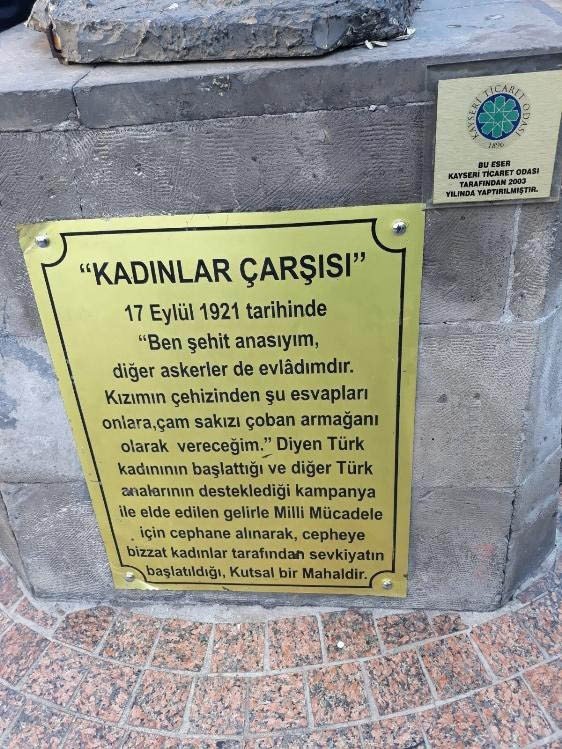 KAYSERİ TİCARET ODASI
1896
BU ESER
KAYSERİ TİCARET ODASI
TARAFINDAN 2003
YILINDA YAPTIRILMIŞTIR.
“KADINLAR ÇARŞISI”
17 Eylül 1921 tarihinde
“Ben şehit anasıyım,
diğer askerler de evlâdımdır.
Kızımın çehizinden şu esvapları
onlara,çam sakızı çoban armağanı
olarak vereceğim.” Diyen Türk
kadınının başlattığı ve diğer Türk
analarının desteklediği kampanya
ile elde edilen gelirle Milli Mücadele
için cephane alınarak, cepheye
bizzat kadınlar tarafından sevkiyatın
başlatıldığı, Kutsal bir Mahaldir.